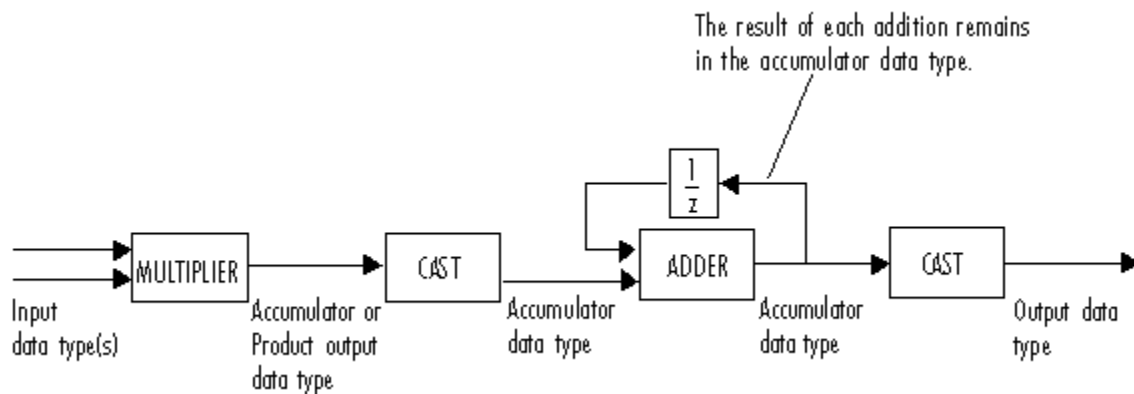 The result of each addition remains
in the accumulator data type.
1
z
MULTIPLIER
CAST
ADDER
CAST
Input
data type(s)
Accumulator or
Product output
data type
Accumulator
data type
Accumulator
data type
Output data
type